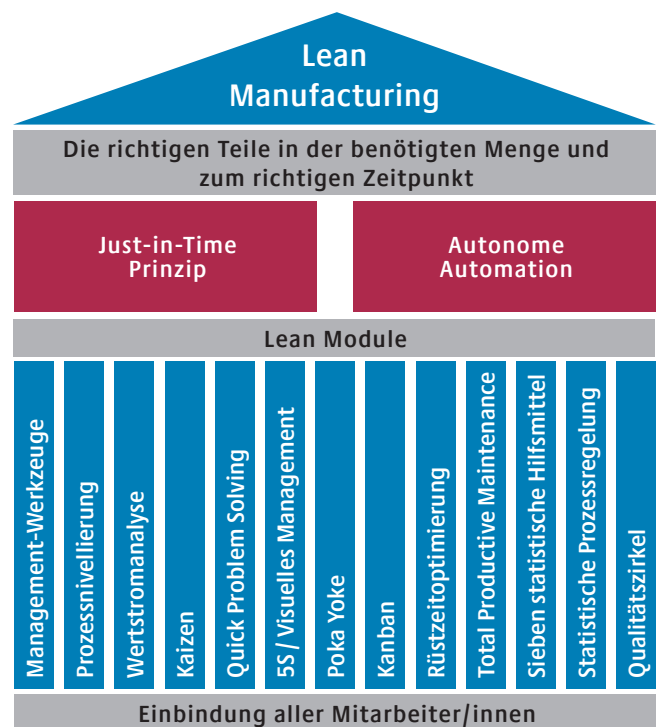 Lean
Manufacturing
Die richtigen Teile in der benötigten Menge und
zum richtigen Zeitpunkt
Just-in-Time
Prinzip
Autonome
Automation
Lean Module
Management-Werkzeuge
Prozessnivellierung
Wertstromanalyse
Kaizen
Quick Problem Solving
5S / Visuelles Management
Poka Yoke
Kanban
Rüstzeitoptimierung
Total Productive Maintenance
Sieben statistische Hilfsmittel
Statistische Prozessregelung
Qualitätszirkel
Einbindung aller Mitarbeiter/innen